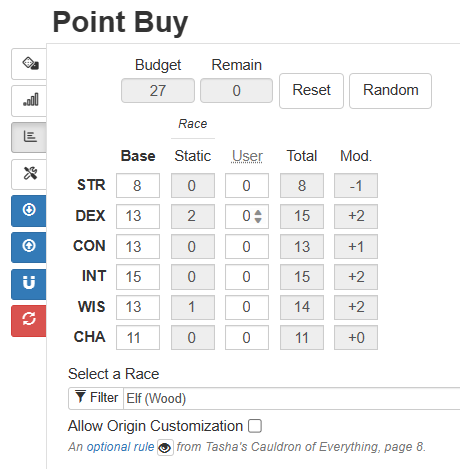 Point Buy
Budget Remain
27 0 Reset Random
Race
Base Static User Total Mod.
STR 8 0 0 8 -1
DEX 13 2 0 15 +2
CON 13 0 0 13 +1
INT 15 0 0 15 +2
WIS 13 1 0 14 +2
CHA 11 0 0 11 +0
Select a Race
Filter Elf (Wood)
Allow Origin Customization
An optional rule from Tasha's Cauldron of Everything, page 8.